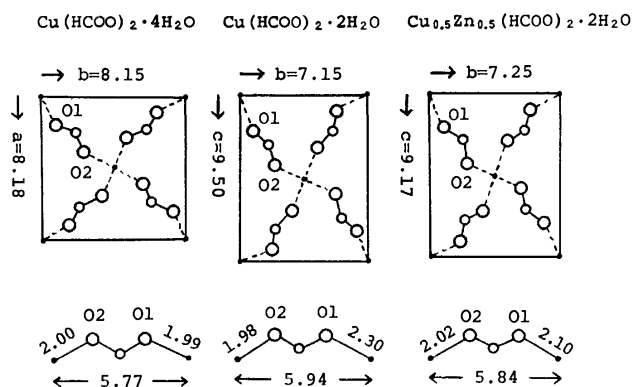 Cu(HCOO)2·4H2O Cu(HCOO)2·2H2O Cu0.5Zn0.5(HCOO)2·2H2O
→ b=8.15 → b=7.15 → b=7.25
→ a=8.18 → c=9.50 → c=9.17
O1 O1 O1
O2 O2 O2
O2 O1 O2 O1 O2 O1
2.00 1.99 1.98 2.30 2.02 2.10
← 5.77 → ← 5.94 → ← 5.84 →